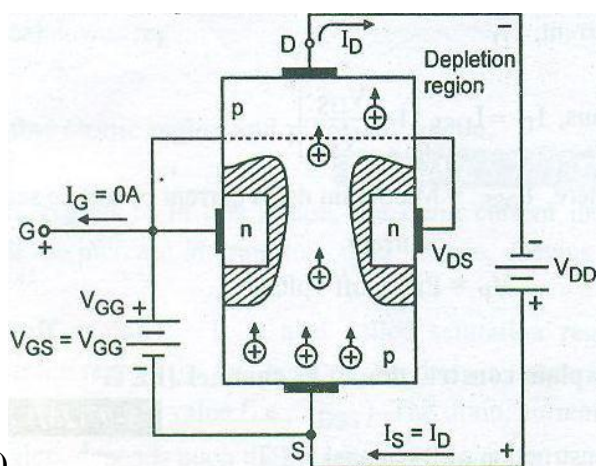 D
I_D
Depletion
region
p
I_G = 0A
G
+
n
n
V_DS
V_GG +
V_GS = V_GG
V_DD
p
I_S = I_D
S
+
)